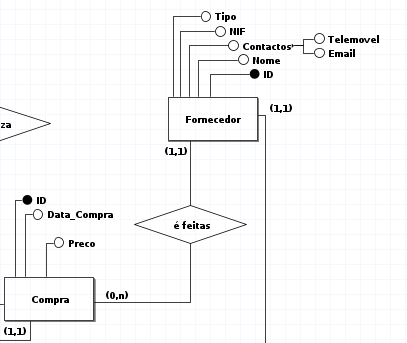 Tipo
NIF
Contactos
Telemovel
Email
Nome
ID
Fornecedor
(1,1)
za
(1,1)
ID
Data_Compra
é feitas
Preco
Compra
(0,n)
(1,1)